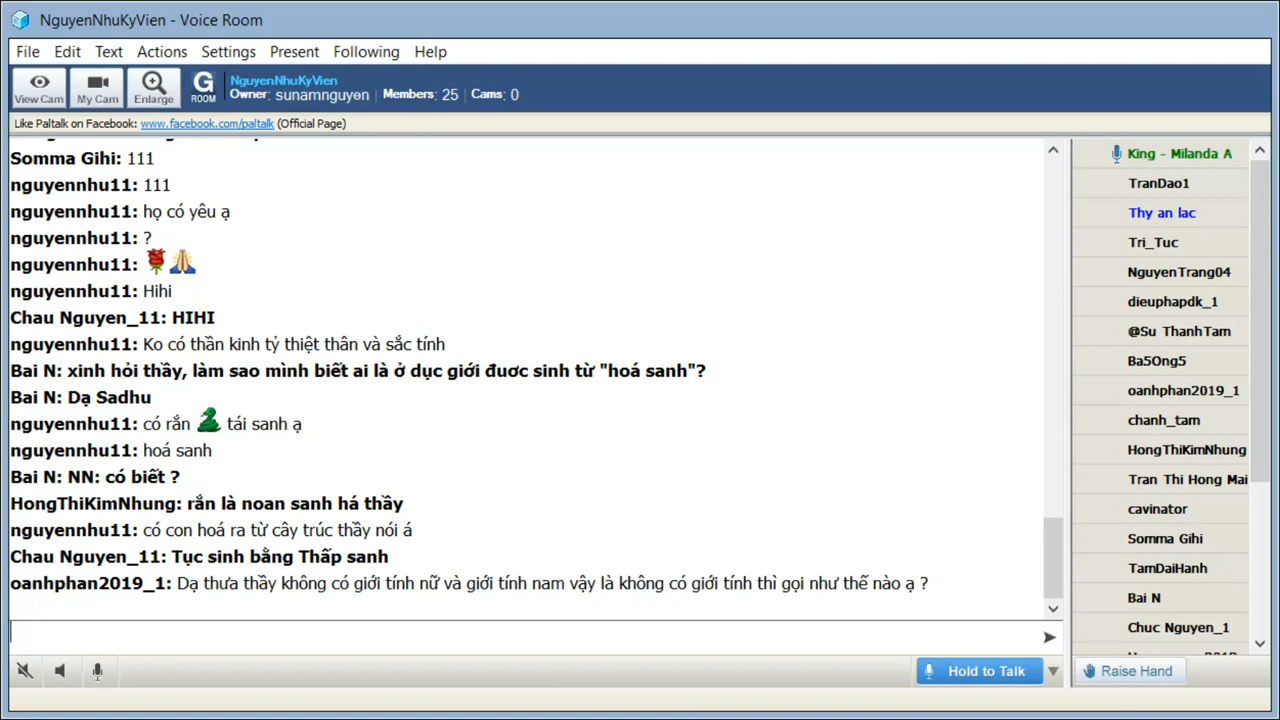 NguyenNhuKyVien - Voice Room
File Edit Text Actions Settings Present Following Help
View Cam My Cam Enlarge G ROOM
NguyenNhuKyVien
Owner: sunamnguyen | Members: 25 | Cams: 0
Like Paltalk on Facebook: www.facebook.com/paltalk (Official Page)
Somma Gihi: 111
nguyennhu11: 111
nguyennhu11: họ có yêu ạ
nguyennhu11: ?
nguyennhu11:
nguyennhu11: Hihi
Chau Nguyen_11: HIHI
nguyennhu11: Ko có thần kinh tỷ thiệt thân và sắc tính
Bai N: xinh hỏi thầy, làm sao mình biết ai là ở dục giới đuơc sinh từ "hoá sanh"?
Bai N: Dạ Sadhu
nguyennhu11: có rắn tái sanh ạ
nguyennhu11: hoá sanh
Bai N: NN: có biết ?
HongThiKimNhung: rắn là noan sanh há thầy
nguyennhu11: có con hoá ra từ cây trúc thầy nói á
Chau Nguyen_11: Tục sinh bằng Thấp sanh
oanhphan2019_1: Dạ thưa thầy không có giới tính nữ và giới tính nam vậy là không có giới tính thì gọi như thế nào ạ ?
King - Milanda A
TranDao1
Thy an lac
Tri_Tuc
NguyenTrang04
dieuphapdk_1
@Su ThanhTam
Ba5Ong5
oanhphan2019_1
chanh_tam
HongThiKimNhung
Tran Thi Hong Mai
cavinator
Somma Gihi
TamDaiHanh
Bai N
Chuc Nguyen_1
Hold to Talk
Raise Hand